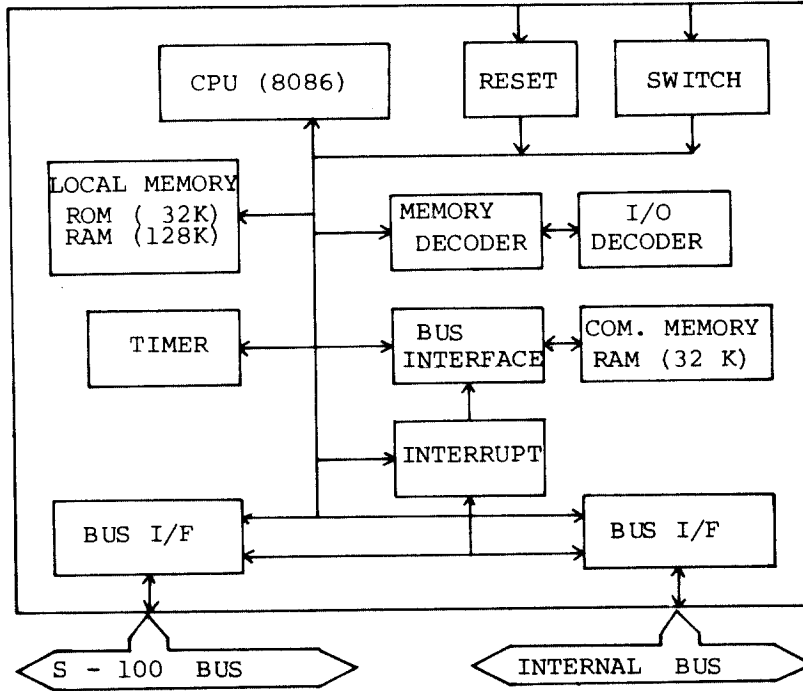 CPU (8086)
RESET
SWITCH
LOCAL MEMORY
ROM ( 32K)
RAM (128K)
MEMORY
DECODER
I/O
DECODER
TIMER
BUS
INTERFACE
COM. MEMORY
RAM (32 K)
INTERRUPT
BUS I/F
BUS I/F
S - 100 BUS
INTERNAL BUS